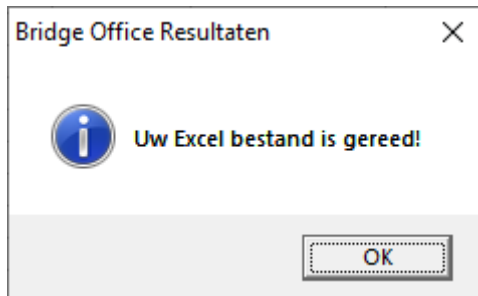 Bridge Office Resultaten
Uw Excel bestand is gereed!
OK